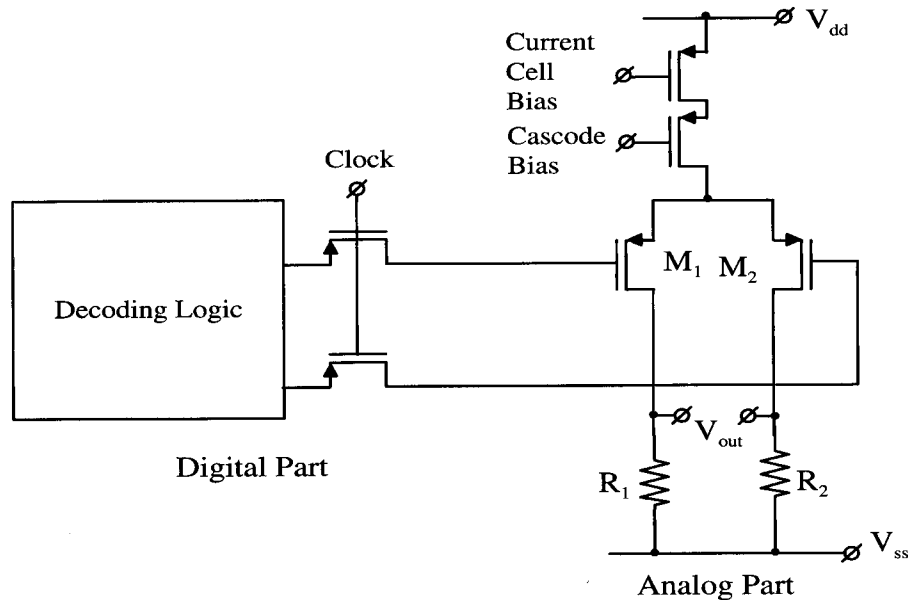 V_dd
Current
Cell
Bias
Cascode
Bias
Clock
Decoding Logic
M_1
M_2
V_out
R_1
R_2
V_ss
Digital Part
Analog Part